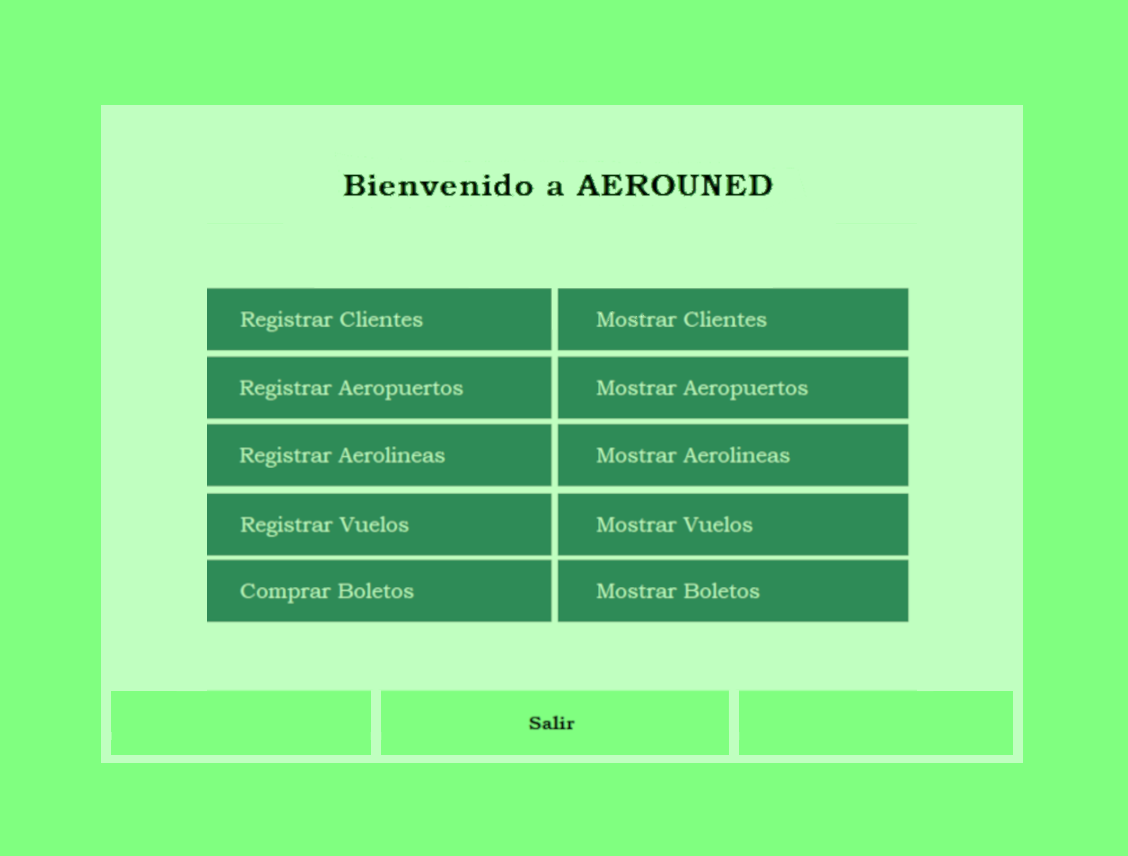 Bienvenido a AEROUNED
Registrar Clientes
Mostrar Clientes
Registrar Aeropuertos
Mostrar Aeropuertos
Registrar Aerolineas
Mostrar Aerolineas
Registrar Vuelos
Mostrar Vuelos
Comprar Boletos
Mostrar Boletos
Salir